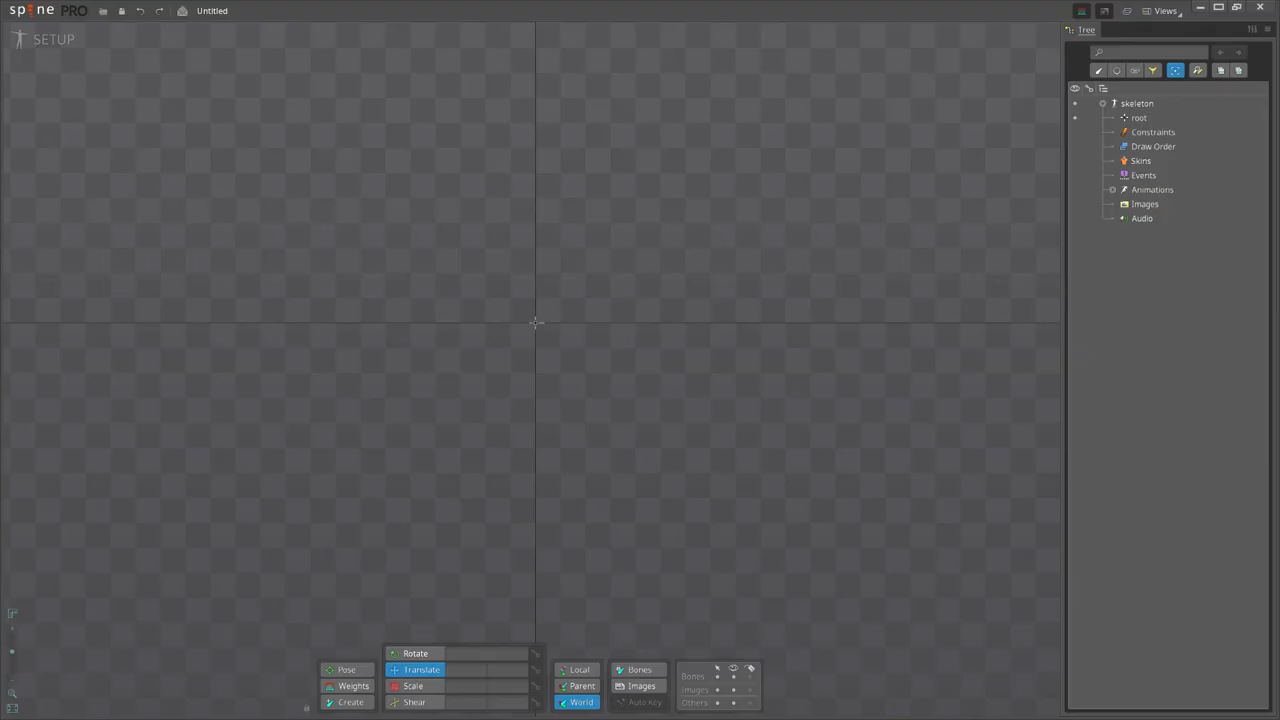 spine PRO
Untitled
Views
SETUP
Tree
skeleton
root
Constraints
Draw Order
Skins
Events
Animations
Images
Audio
Rotate
Pose
Translate
Local
Bones
Weights
Scale
Parent
Images
Bones
Images
Create
Shear
World
Auto Key
Others